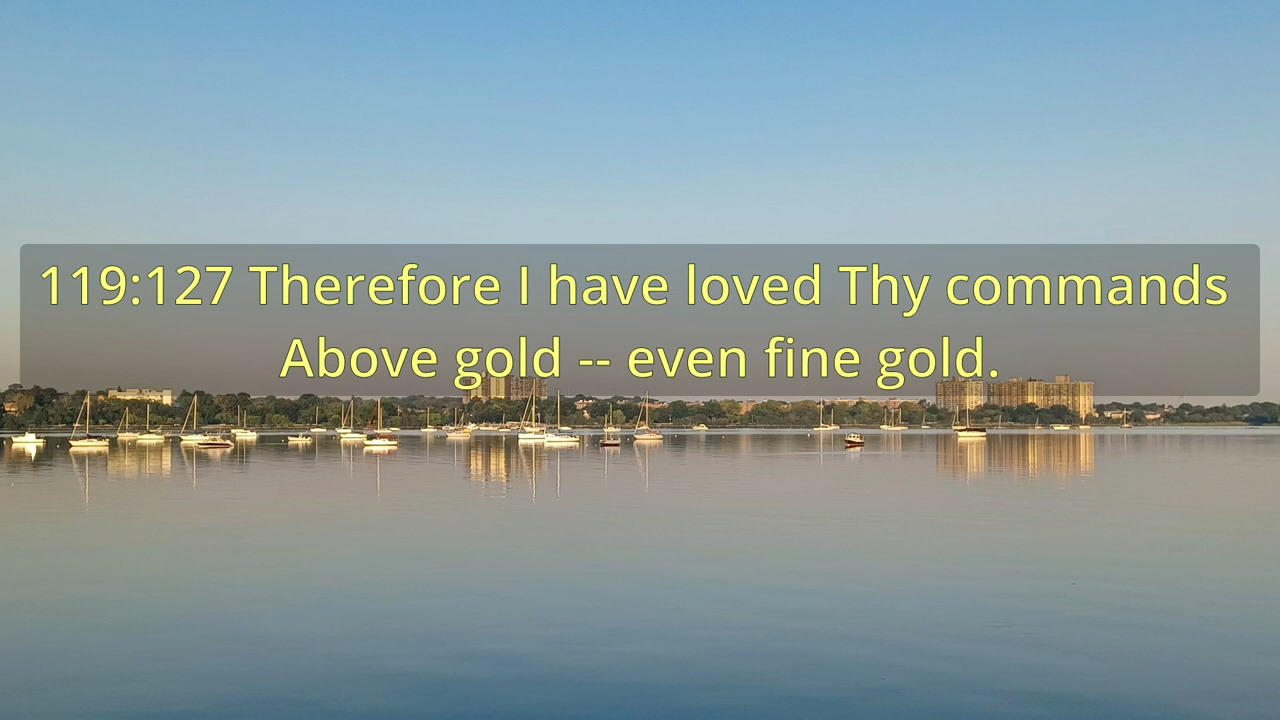 119:127 Therefore I have loved Thy commands
Above gold -- even fine gold.